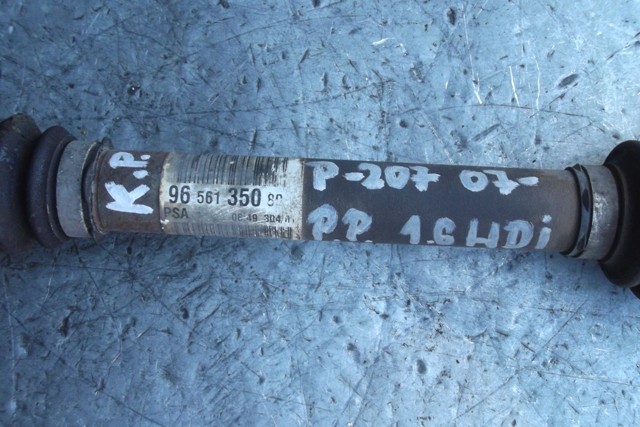 K.P.
96 561 350 80
PSA
P-207 07-
P.P. 1.6 HDi